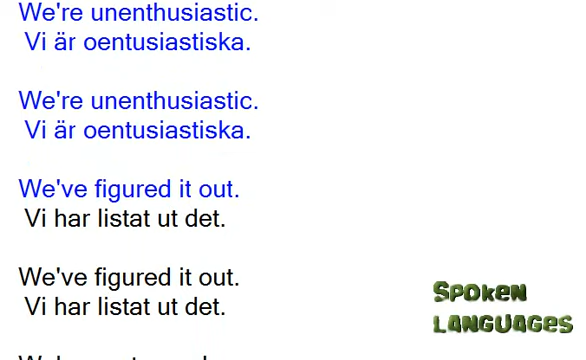 We're unenthusiastic.
Vi är oentusiastiska.
We're unenthusiastic.
Vi är oentusiastiska.
We've figured it out.
Vi har listat ut det.
We've figured it out.
Vi har listat ut det.
Spoken
Languages